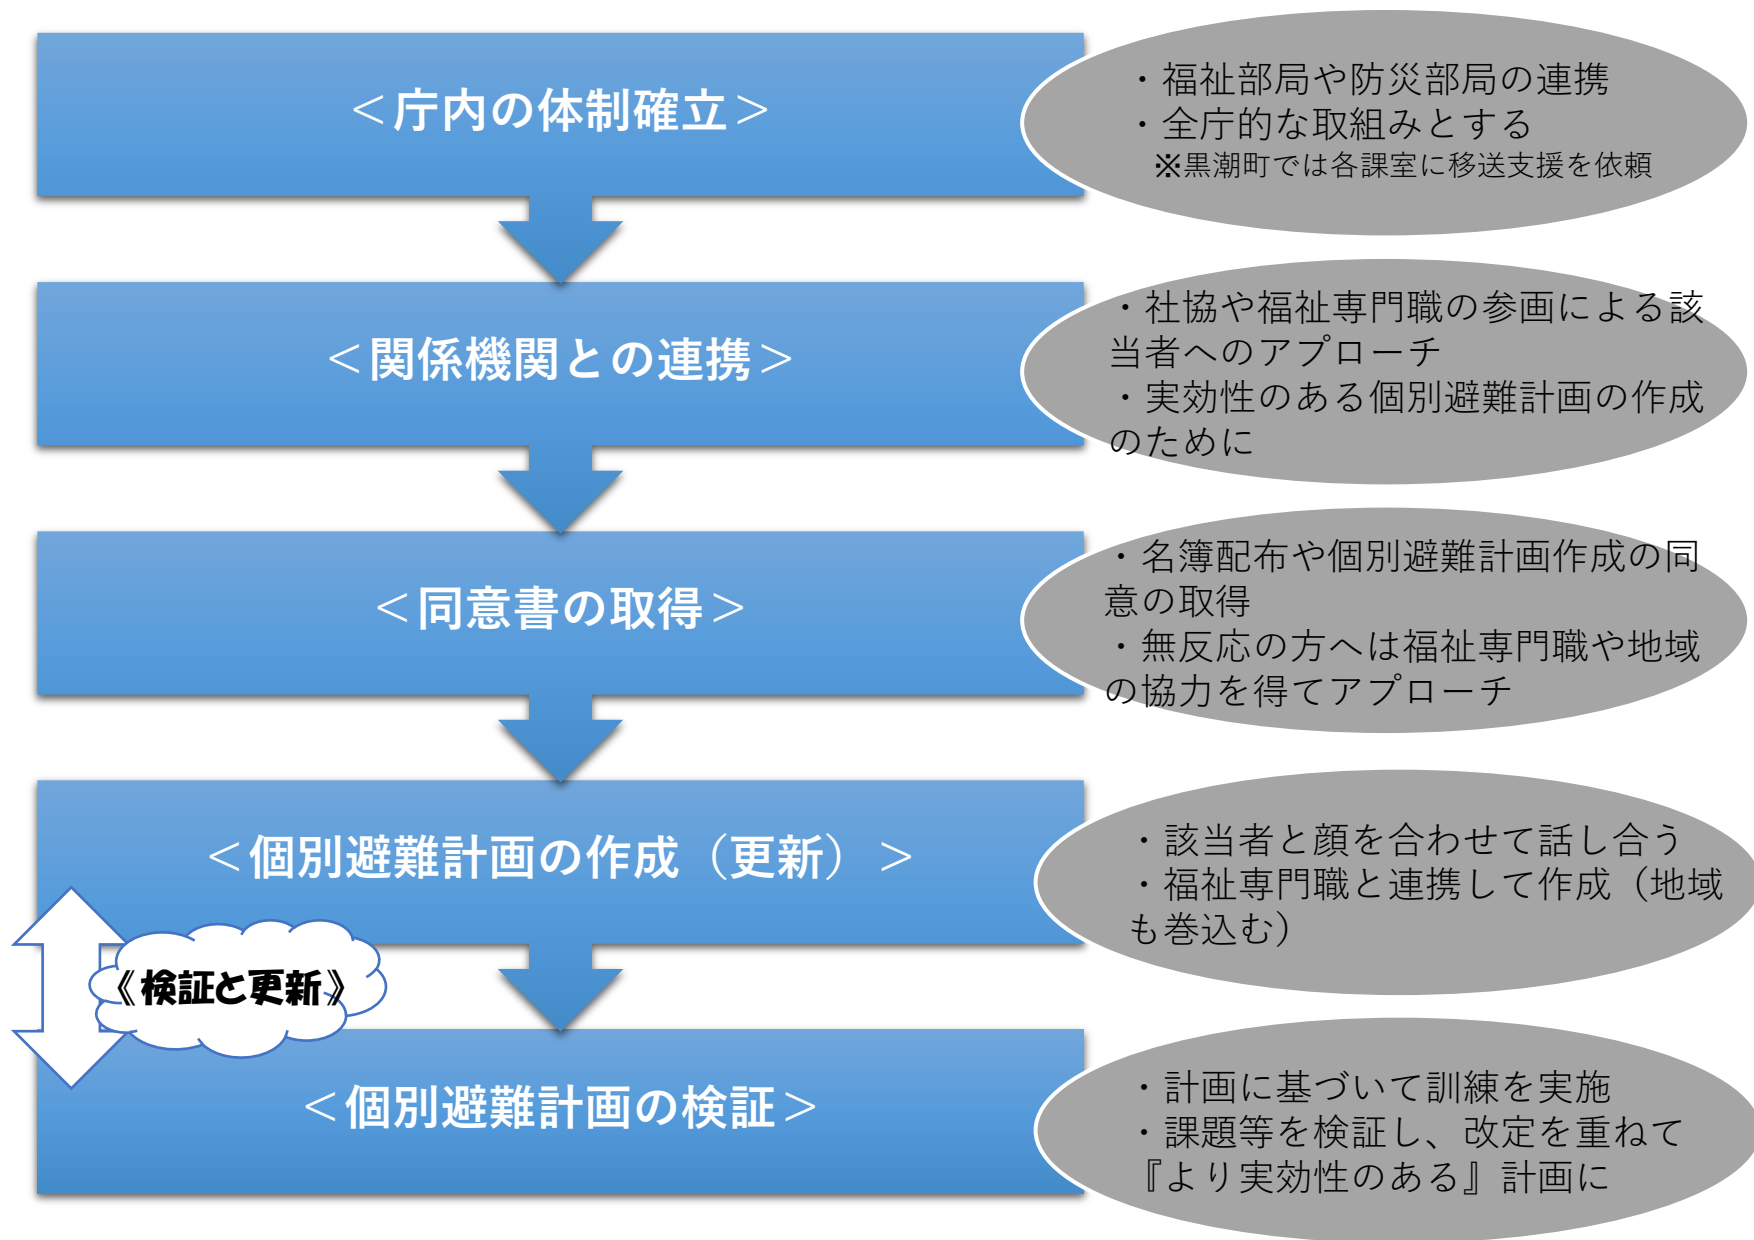 ＜庁内の体制確立＞
・福祉部局や防災部局の連携
・全庁的な取組みとする
※黒潮町では各課室に移送支援を依頼
＜関係機関との連携＞
・社協や福祉専門職の参画による該
当者へのアプローチ
・実効性のある個別避難計画の作成
のために
＜同意書の取得＞
・名簿配布や個別避難計画作成の同
意の取得
・無反応の方へは福祉専門職や地域
の協力を得てアプローチ
＜個別避難計画の作成（更新）＞
・該当者と顔を合わせて話し合う
・福祉専門職と連携して作成（地域
も巻込む）
《検証と更新》
＜個別避難計画の検証＞
・計画に基づいて訓練を実施
・課題等を検証し、改定を重ねて
『より実効性のある』計画に